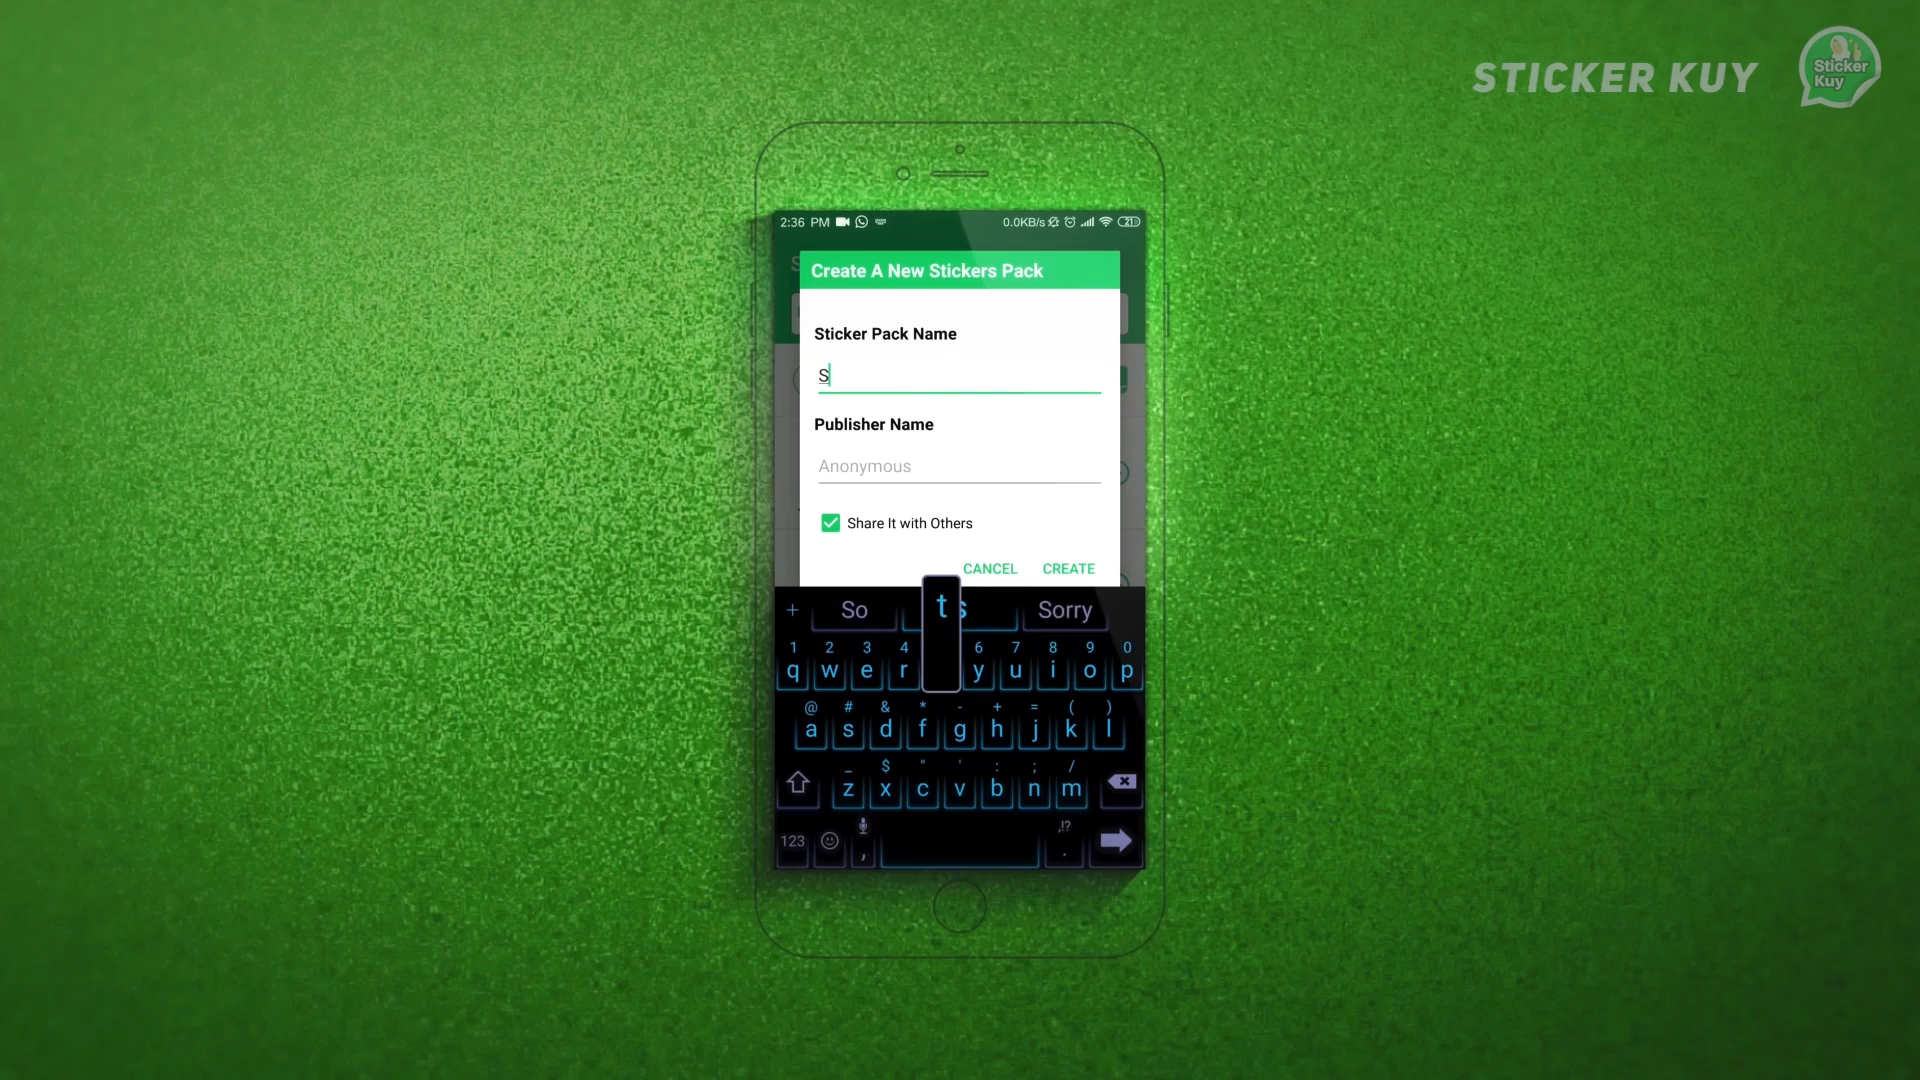 STICKER KUY
Sticker
Kuy
2:36 PM
0.0KB/s
21
Create A New Stickers Pack
Sticker Pack Name
S
Publisher Name
Anonymous
Share It with Others
CANCEL CREATE
+ So s Sorry
t
1 2 3 4 6 7 8 9 0
q w e r y u i o p
@ # & * - + = ( )
a s d f g h j k l
_ $ " ' : ; /
z x c v b n m
123 , ,!? .